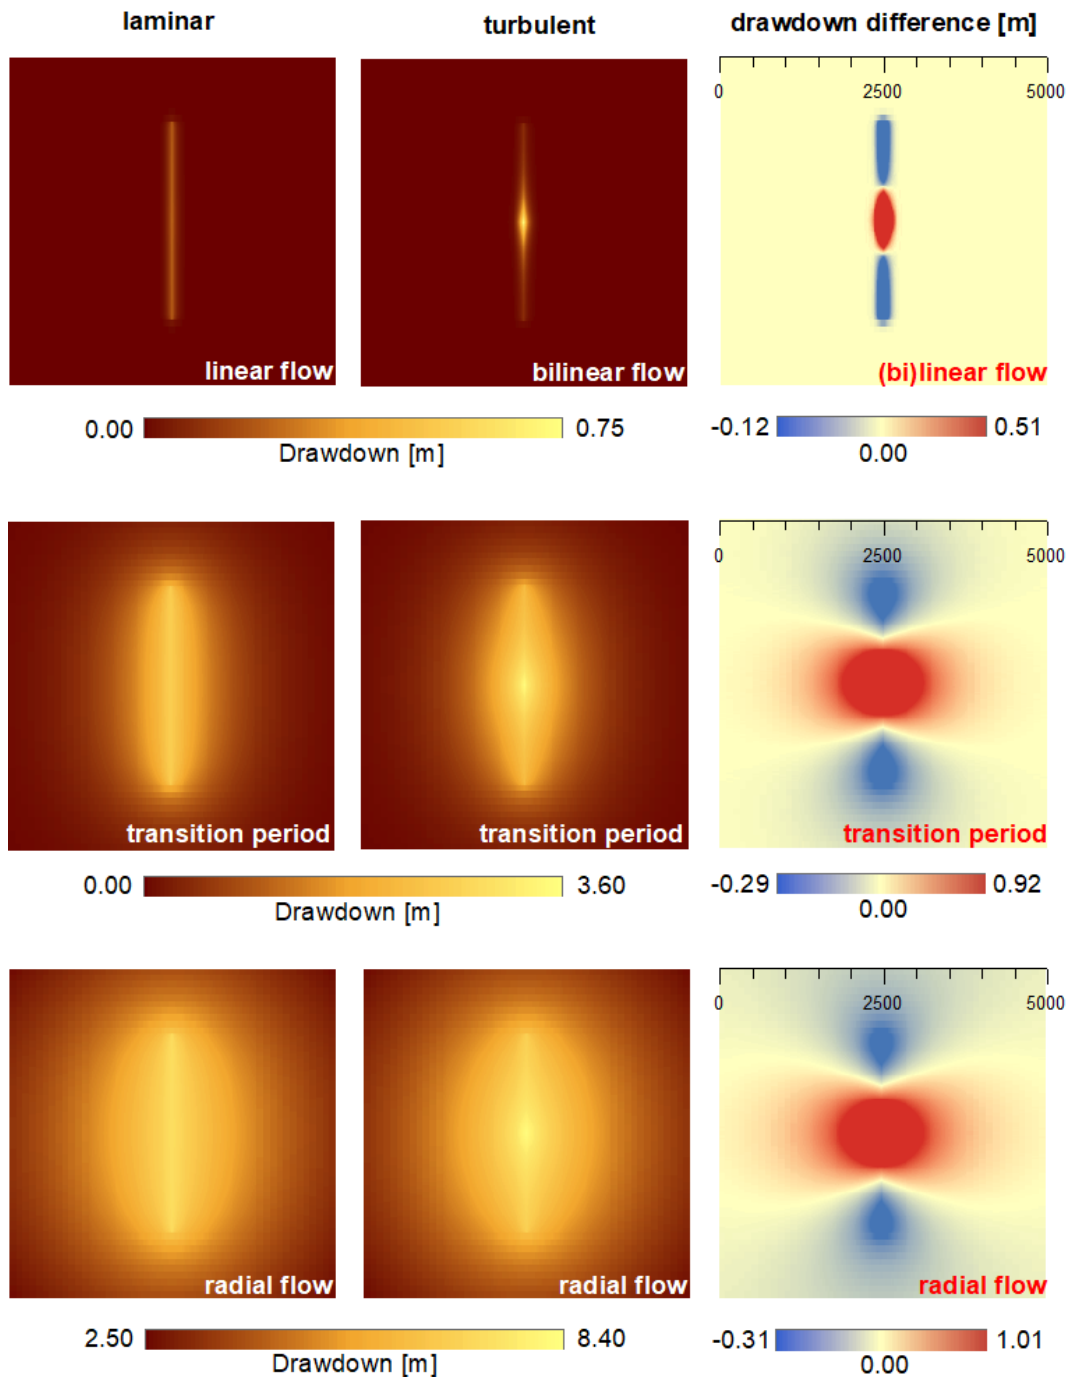 laminar
turbulent
drawdown difference [m]
0 2500 5000
linear flow
bilinear flow
(bi)linear flow
0.00 0.75
Drawdown [m]
-0.12 0.51
0.00
0 2500 5000
transition period
transition period
transition period
0.00 3.60
Drawdown [m]
-0.29 0.92
0.00
0 2500 5000
radial flow
radial flow
radial flow
2.50 8.40
Drawdown [m]
-0.31 1.01
0.00